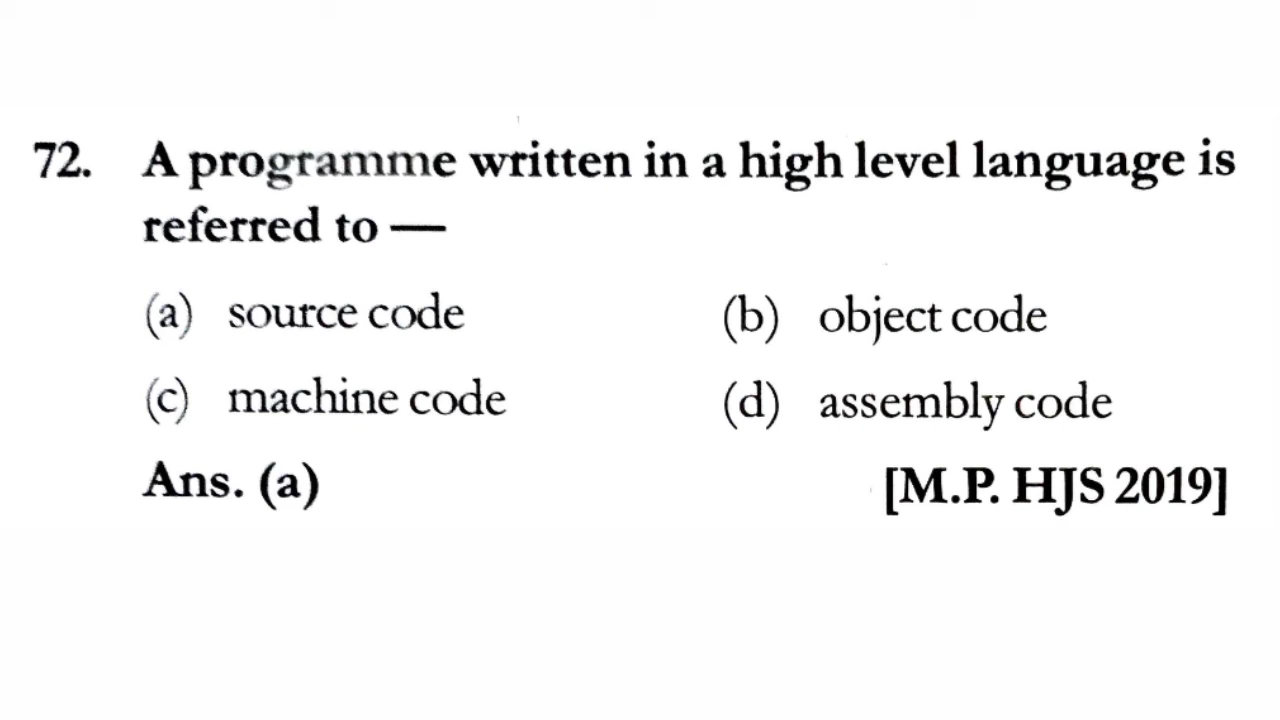 72. A programme written in a high level language is
referred to —
(a) source code (b) object code
(c) machine code (d) assembly code
Ans. (a) [M.P. HJS 2019]